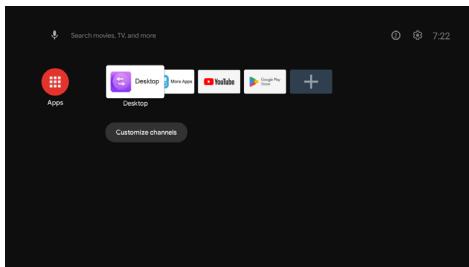 Search movies, TV, and more
7:22
Desktop
More Apps
YouTube
Google Play
Store
Apps
Desktop
Customize channels